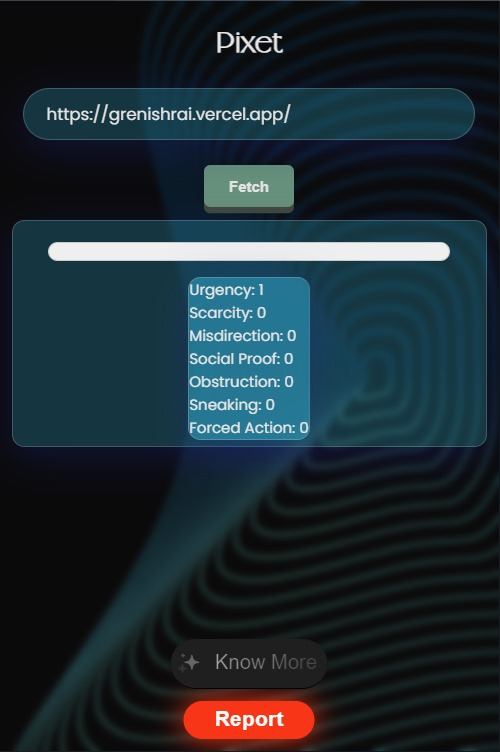 Pixet
https://grenishrai.vercel.app/
Fetch
Urgency: 1
Scarcity: 0
Misdirection: 0
Social Proof: 0
Obstruction: 0
Sneaking: 0
Forced Action: 0
Know More
Report